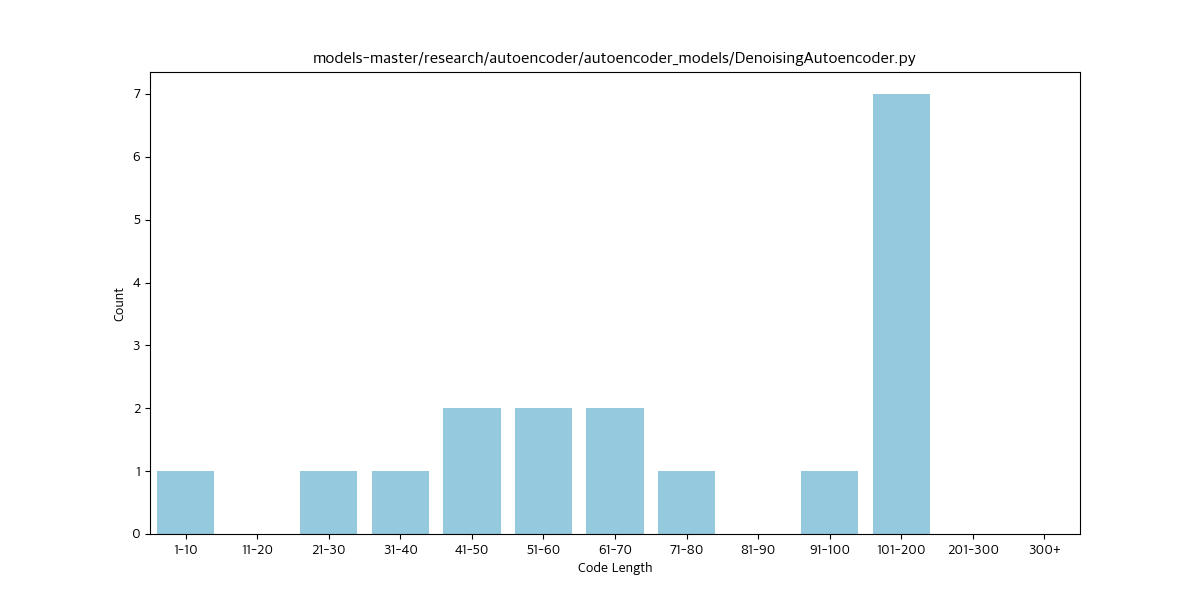 models-master/research/autoencoder/autoencoder_models/DenoisingAutoencoder.py
7
6
5
4
3
2
1
0
Count
1-10 11-20 21-30 31-40 41-50 51-60 61-70 71-80 81-90 91-100 101-200 201-300 300+
Code Length